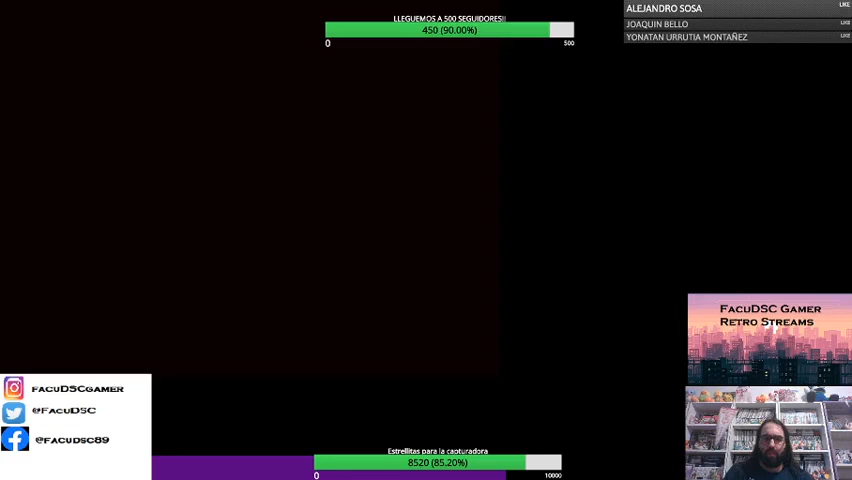 LLEGUEMOS A 500 SEGUIDORES!!
450 (90.00%)
0
500
ALEJANDRO SOSA
LIKE
JOAQUIN BELLO
LIKE
YONATAN URRUTIA MONTAÑEZ
LIKE
FacuDSC Gamer
Retro Streams
FACUDSCGAMER
@FacuDSC
@FACUDSC89
Estrellitas para la capturadora
8520 (85.20%)
0
10000